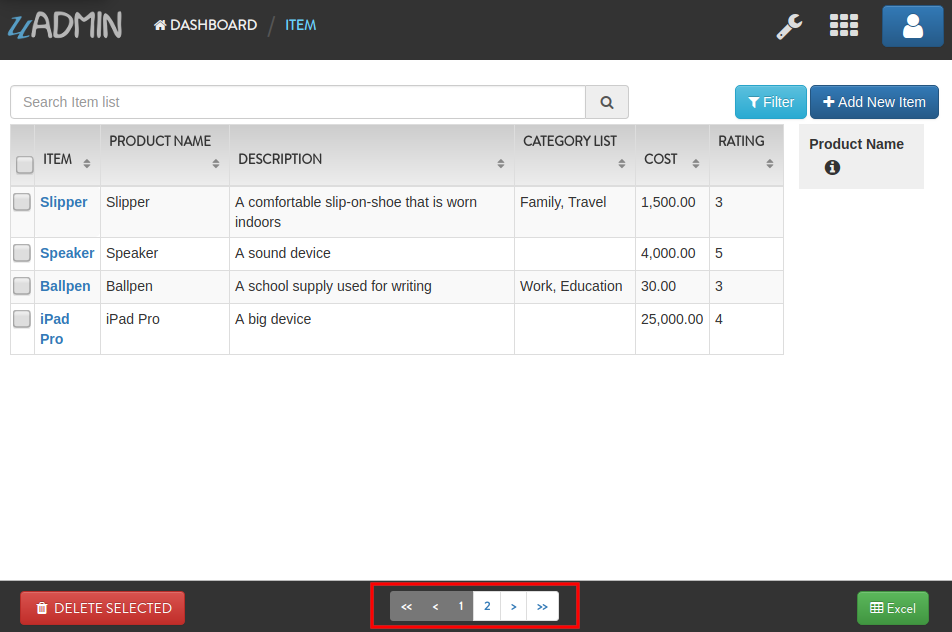 uADMIN DASHBOARD / ITEM
Search Item list
Filter
Add New Item
ITEM PRODUCT NAME DESCRIPTION CATEGORY LIST COST RATING
Product Name
Slipper Slipper A comfortable slip-on-shoe that is worn Family, Travel 1,500.00 3
indoors
Speaker Speaker A sound device 4,000.00 5
Ballpen Ballpen A school supply used for writing Work, Education 30.00 3
iPad iPad Pro A big device 25,000.00 4
Pro
DELETE SELECTED
<< < 1 2 > >>
Excel